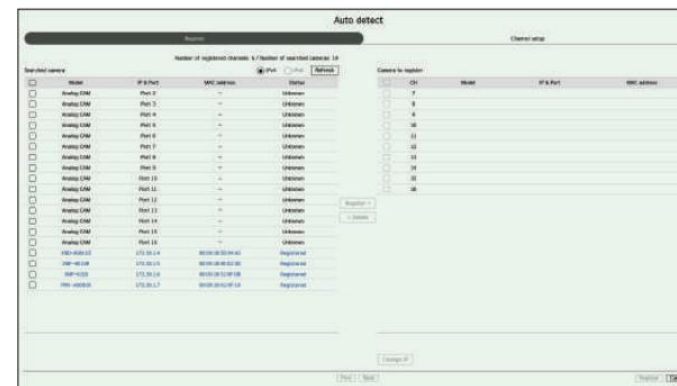 Auto detect
Register Channel setup
Number of registered channels: 6 / Number of searched cameras: 18
Searched camera IPv4 IPv6 Refresh Camera to register
Model IP & Port MAC address Status CH Model IP & Port MAC address
Analog CAM Port 2 - Unknown 7
Analog CAM Port 3 - Unknown 8
Analog CAM Port 4 - Unknown 9
Analog CAM Port 5 - Unknown 10
Analog CAM Port 6 - Unknown 11
Analog CAM Port 7 - Unknown 12
Analog CAM Port 8 - Unknown 13
Analog CAM Port 9 - Unknown 14
Analog CAM Port 10 - Unknown 15
Analog CAM Port 11 - Unknown 16
Analog CAM Port 12 - Unknown
Register >
Analog CAM Port 13 - Unknown
< Delete
Analog CAM Port 14 - Unknown
Analog CAM Port 15 - Unknown
Analog CAM Port 16 - Unknown
Registered
Registered
Registered
Registered
Change IP
Prev Next Register